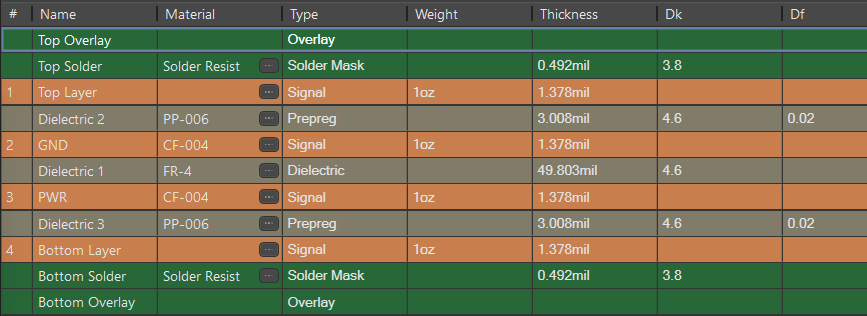 # Name Material Type Weight Thickness Dk Df
Top Overlay Overlay
Top Solder Solder Resist ... Solder Mask 0.492mil 3.8
1 Top Layer ... Signal 1oz 1.378mil
Dielectric 2 PP-006 ... Prepreg 3.008mil 4.6 0.02
2 GND CF-004 ... Signal 1oz 1.378mil
Dielectric 1 FR-4 ... Dielectric 49.803mil 4.6
3 PWR CF-004 ... Signal 1oz 1.378mil
Dielectric 3 PP-006 ... Prepreg 3.008mil 4.6 0.02
4 Bottom Layer ... Signal 1oz 1.378mil
Bottom Solder Solder Resist ... Solder Mask 0.492mil 3.8
Bottom Overlay Overlay